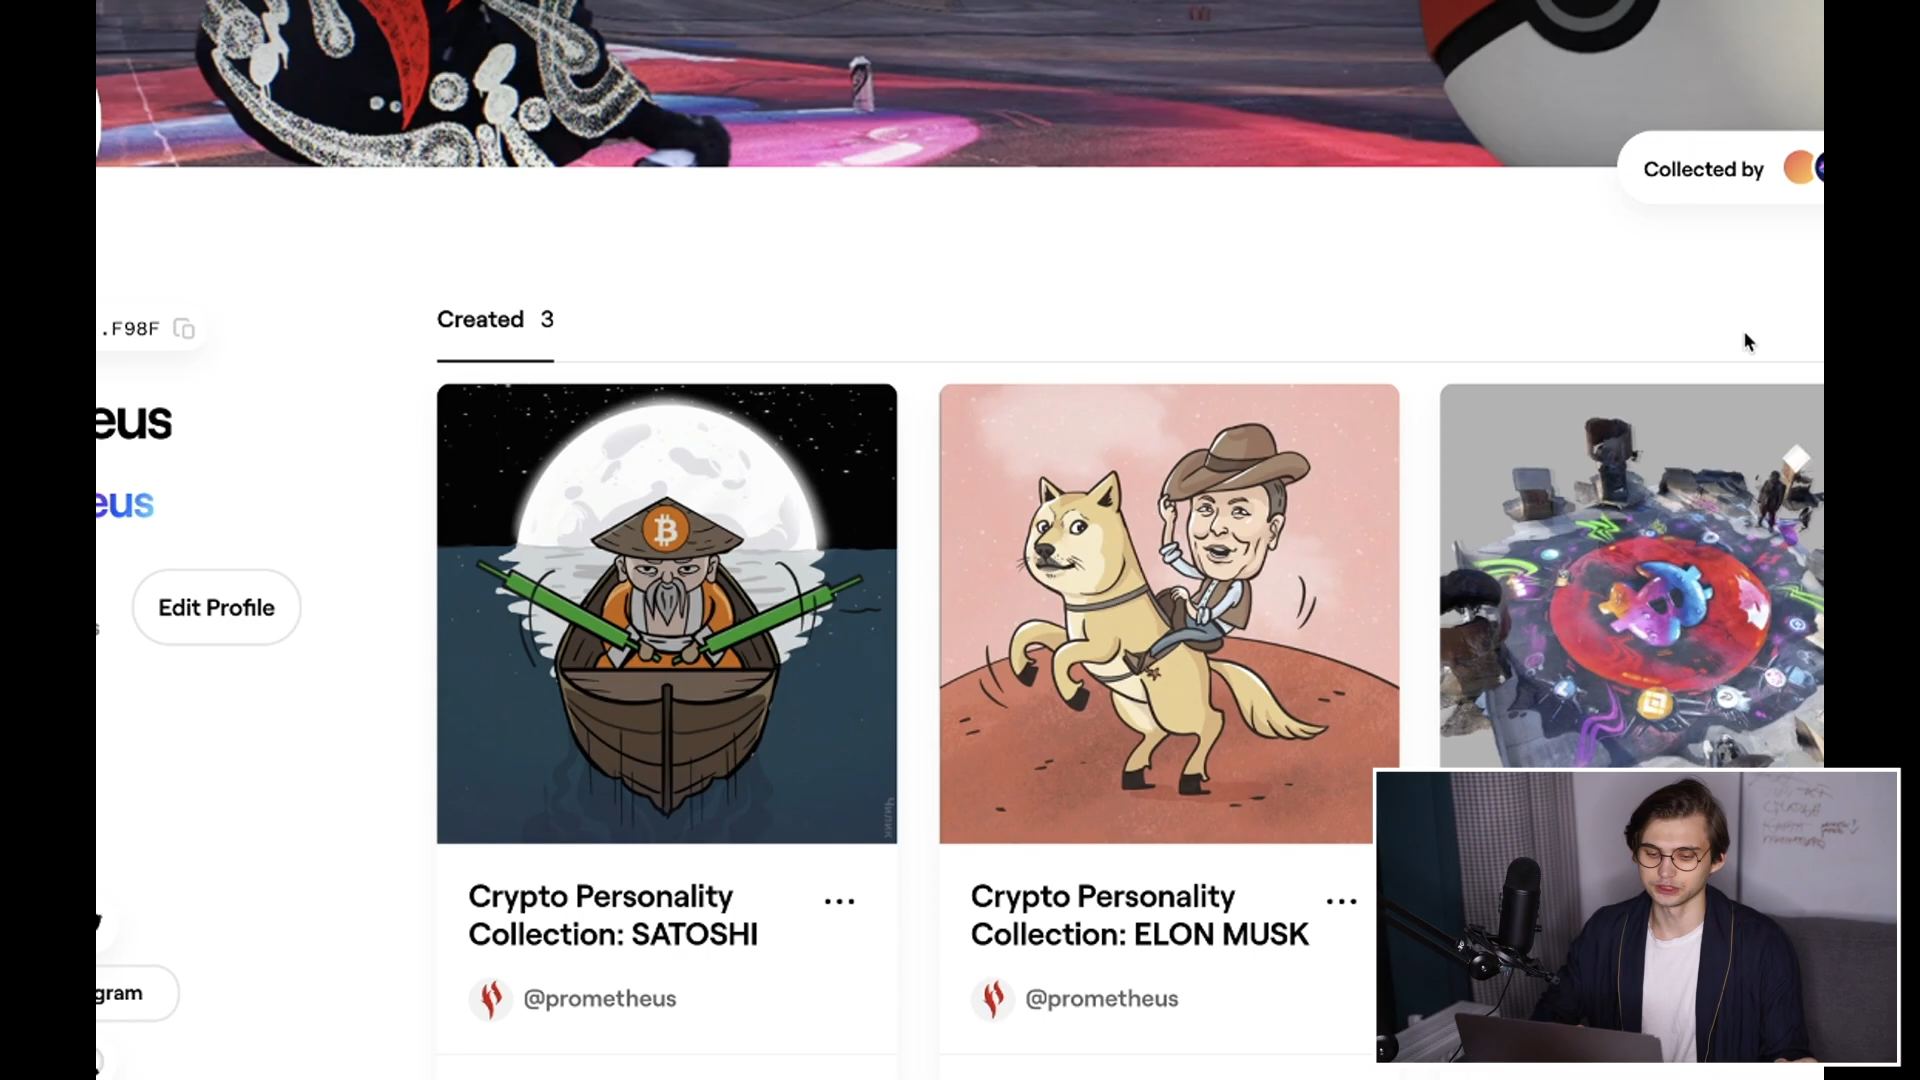 Collected by
.F98F
Created 3
eus
eus
Edit Profile
gram
Чилик
Crypto Personality
Collection: SATOSHI
...
@prometheus
Crypto Personality
Collection: ELON MUSK
...
@prometheus